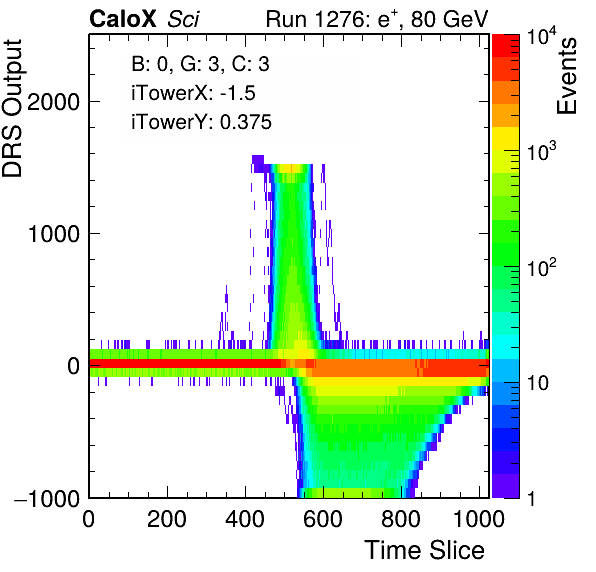 CaloX Sci Run 1276: e⁺, 80 GeV
B: 0, G: 3, C: 3
iTowerX: -1.5
iTowerY: 0.375
DRS Output
2000
1000
0
−1000
0 200 400 600 800 1000
Time Slice
Events
10⁴
10³
10²
10
1